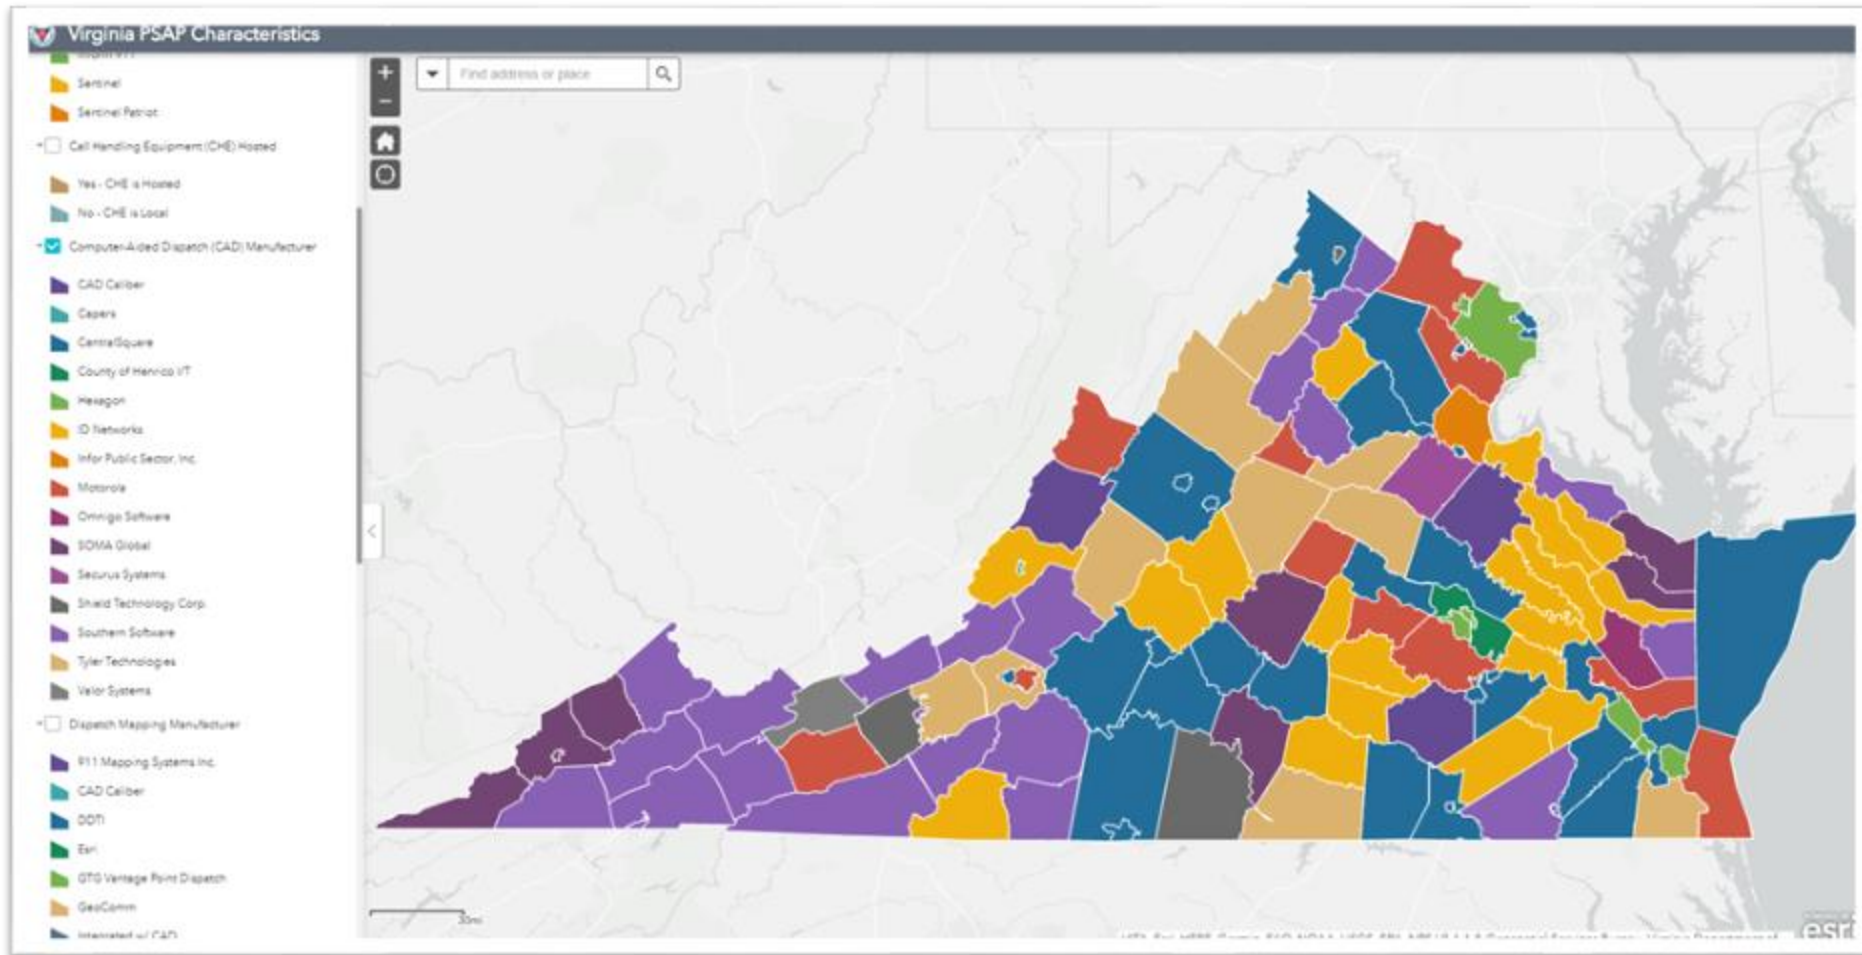 Virginia PSAP Characteristics
Sentinel
Sentinel Patriot
Call Handling Equipment (CHE) Hosted
Yes - CHE is Hosted
No - CHE is Local
Computer-Aided Dispatch (CAD) Manufacturer
CAD Caliber
Capers
CentralSquare
County of Henrico I/T
Hexagon
ID Networks
Infor Public Sector, Inc.
Motorola
Omnigo Software
SOMA Global
Securus Systems
Shield Technology Corp.
Southern Software
Tyler Technologies
Valor Systems
Dispatch Mapping Manufacturer
911 Mapping Systems Inc.
CAD Caliber
DDTI
Esri
GTG Vantage Point Dispatch
GeoComm
Integrated w/ CAD
Find address or place
30mi
esri